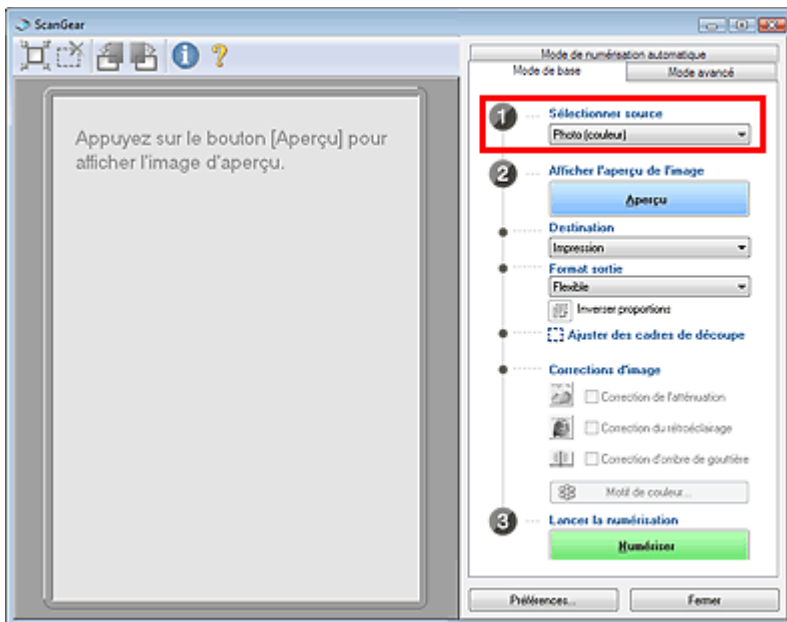 ScanGear
Appuyez sur le bouton [Aperçu] pour
afficher l'image d'aperçu.
Mode de numérisation automatique
Mode de base
Mode avancé
1
Sélectionner source
Photo (couleur)
2
Afficher l'aperçu de l'image
Aperçu
Destination
Impression
Format sortie
Flexible
Inverser proportions
Ajuster des cadres de découpe
Corrections d'image
Correction de l'atténuation
Correction du rétroéclairage
Correction d'ombre de gouttière
Motif de couleur...
3
Lancer la numérisation
Numériser
Préférences...
Fermer